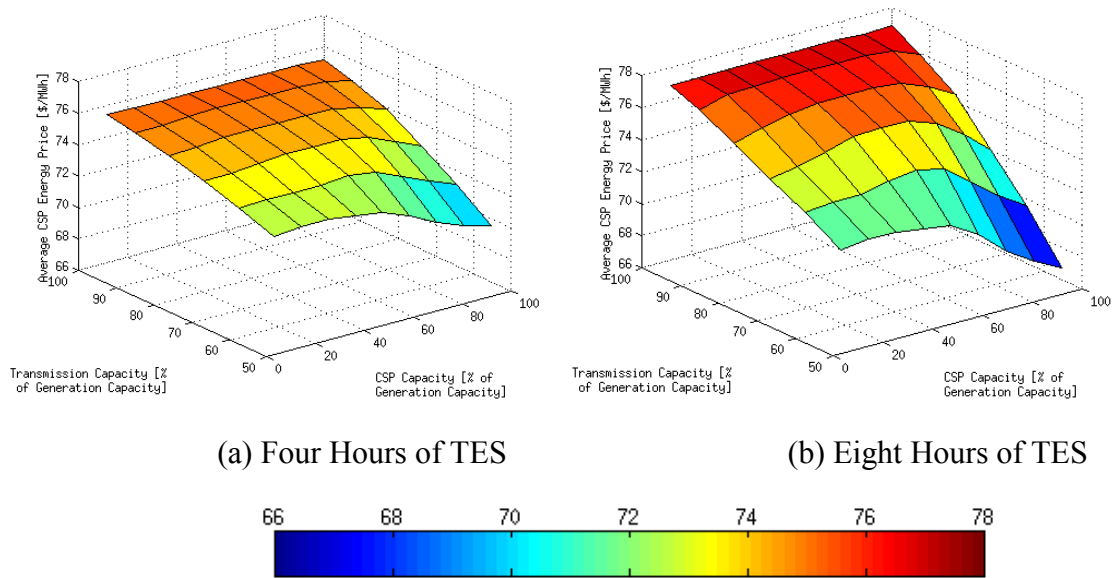 78
76
74
72
70
68
66
Average CSP Energy Price [$/MWh]
100
90
80
70
60
50
Transmission Capacity [%
of Generation Capacity]
0
20
40
60
80
100
CSP Capacity [% of
Generation Capacity]
(a) Four Hours of TES
78
76
74
72
70
68
66
Average CSP Energy Price [$/MWh]
100
90
80
70
60
50
Transmission Capacity [%
of Generation Capacity]
0
20
40
60
80
100
CSP Capacity [% of
Generation Capacity]
(b) Eight Hours of TES
66 68 70 72 74 76 78